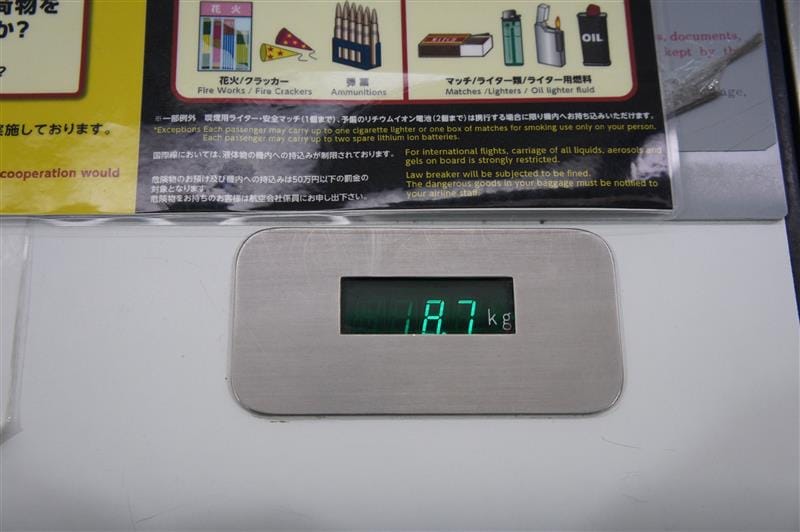 荷物を
か?
?
実施しております。
cooperation would
花火
花火/クラッカー
Fire Works / Fire Crackers
弾薬
Ammunitions
OIL
マッチ/ライター類/ライター用燃料
Matches /Lighters / Oil lighter fluid
※一部例外 喫煙用ライター・安全マッチ(1個まで)、予備のリチウムイオン電池(2個まで)は携行する場合に限り機内へお持ち込みいただけます。
*Exceptions Each passenger may carry up to one cigarette lighter or one box of matches for smoking use only on your person.
Each passenger may carry up to two spare lithium ion batteries.
国際線においては、液体物の機内への持込みが制限されております。
危険物のお預け及び機内への持込みは50万円以下の罰金の
対象となります
危険物をお持ちのお客様は航空会社係員にお申し出下さい。
For international flights, carriage of all liquids, aerosols and
gels on board is strongly restricted.
Law breaker will be subjected to be fined.
The dangerous goods in your baggage must be notified to
your airline staff.
documents,
kept by the
18.7 kg